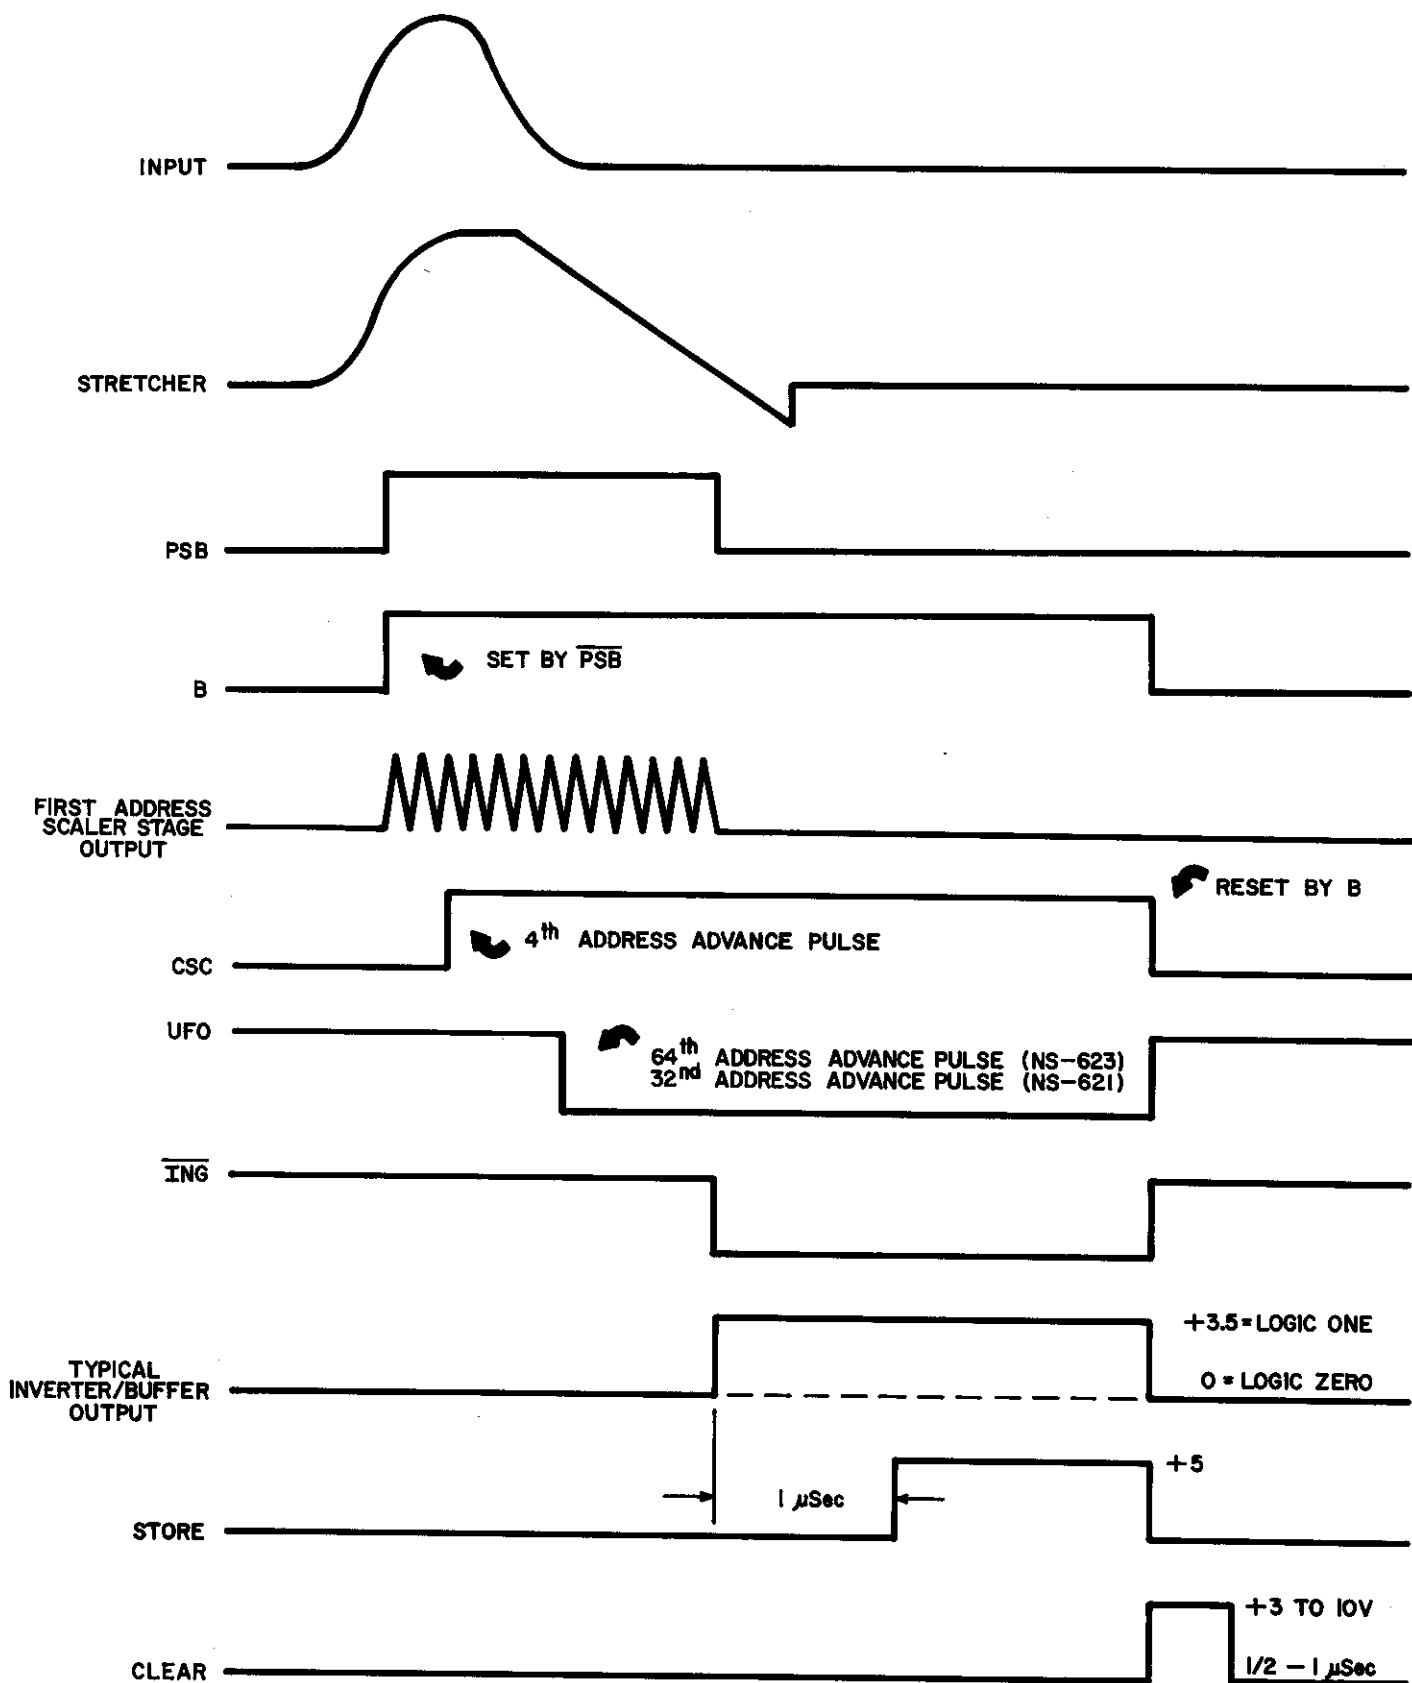 INPUT
STRETCHER
PSB
B
SET BY P̅S̅B̅
FIRST ADDRESS
SCALER STAGE
OUTPUT
RESET BY B
4th ADDRESS ADVANCE PULSE
CSC
UFO
64th ADDRESS ADVANCE PULSE (NS-623)
32nd ADDRESS ADVANCE PULSE (NS-621)
I̅N̅G̅
+3.5=LOGIC ONE
TYPICAL
INVERTER/BUFFER
OUTPUT
0=LOGIC ZERO
+5
1 μSec
STORE
+3 TO 10V
CLEAR
1/2 – 1 μSec